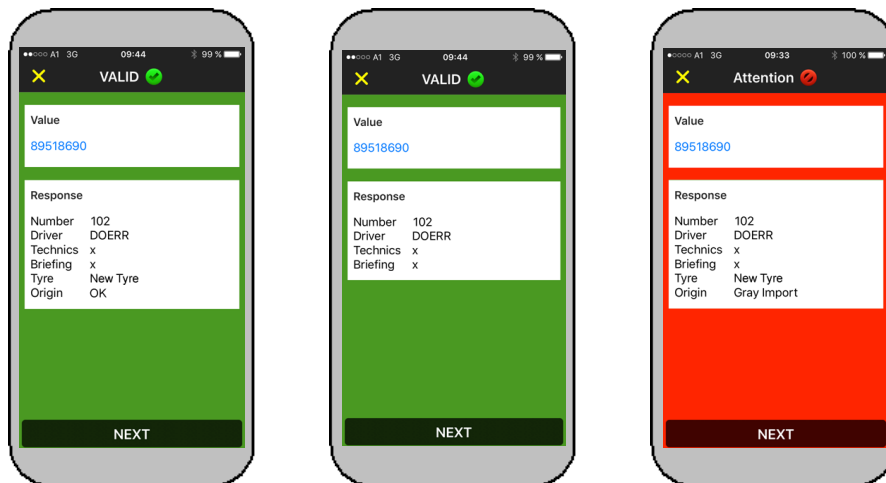 A1 3G 09:44 99 %
VALID
Value
89518690
Response
Number 102
Driver DOERR
Technics x
Briefing x
Tyre New Tyre
Origin OK
NEXT
A1 3G 09:44 99 %
VALID
Value
89518690
Response
Number 102
Driver DOERR
Technics x
Briefing x
NEXT
A1 3G 09:33 100 %
Attention
Value
89518690
Response
Number 102
Driver DOERR
Technics x
Briefing x
Tyre New Tyre
Origin Gray Import
NEXT